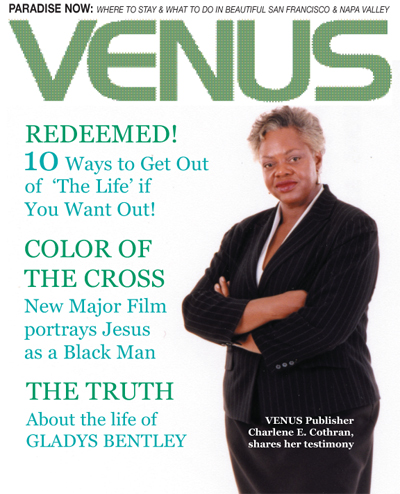 PARADISE NOW: WHERE TO STAY & WHAT TO DO IN BEAUTIFUL SAN FRANCISCO & NAPA VALLEY
VENUS
REDEEMED!
10 Ways to Get Out
of 'The Life' if
You Want Out!
COLOR OF
THE CROSS
New Major Film
portrays Jesus
as a Black Man
THE TRUTH
About the life of
GLADYS BENTLEY
VENUS Publisher
Charlene E. Cothran,
shares her testimony